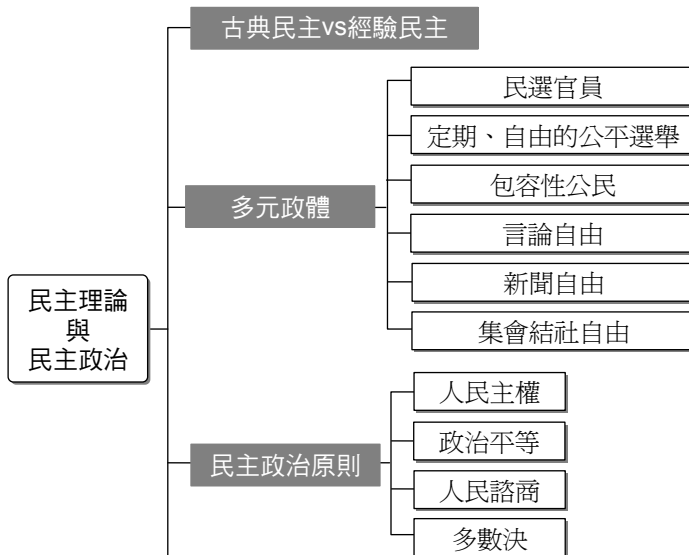 古典民主vs經驗民主
民選官員
定期、自由的公平選舉
包容性公民
多元政體
言論自由
新聞自由
集會結社自由
民主理論
與
民主政治
人民主權
政治平等
民主政治原則
人民諮商
多數決